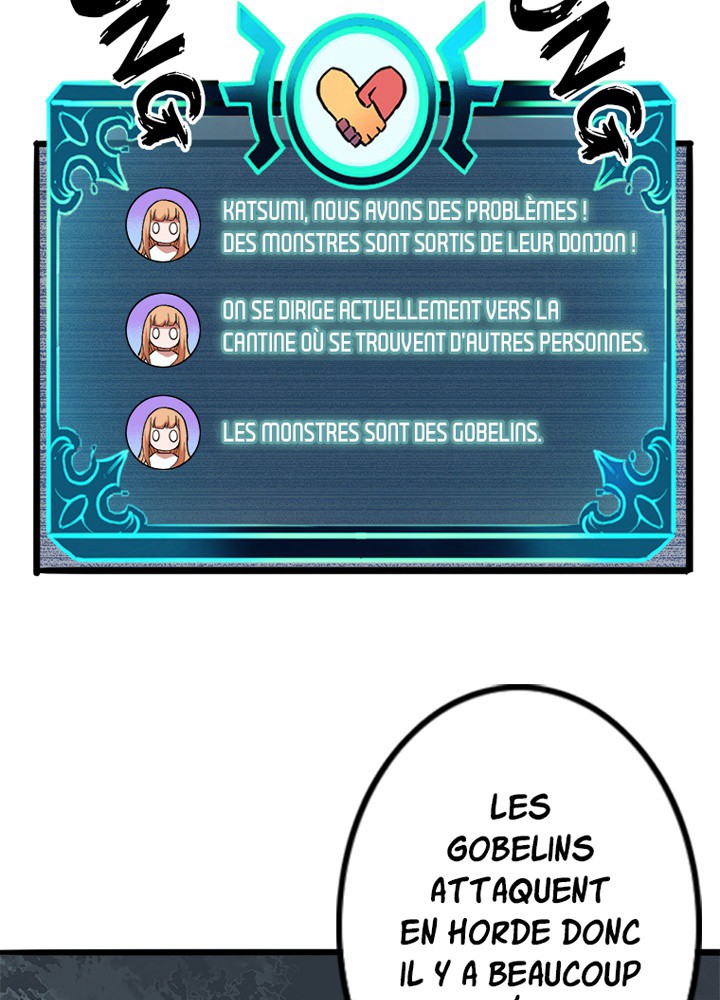 KATSUMI, NOUS AVONS DES PROBLÈMES !
DES MONSTRES SONT SORTIS DE LEUR DONJON !
ON SE DIRIGE ACTUELLEMENT VERS LA
CANTINE OÙ SE TROUVENT D'AUTRES PERSONNES.
LES MONSTRES SONT DES GOBELINS.
LES
GOBELINS
ATTAQUENT
EN HORDE DONC
IL Y A BEAUCOUP